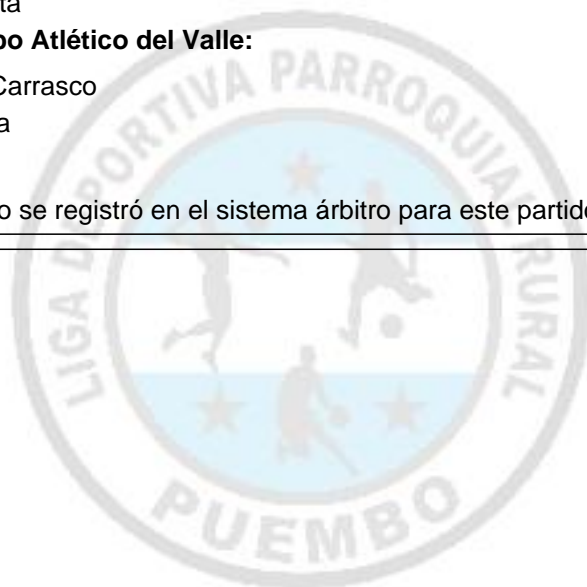 ta
po Atlético del Valle:
Carrasco
a
o se registró en el sistema árbitro para este partido
LIGA DEPORTIVA PARROQUIAL RURAL
PUEMBO